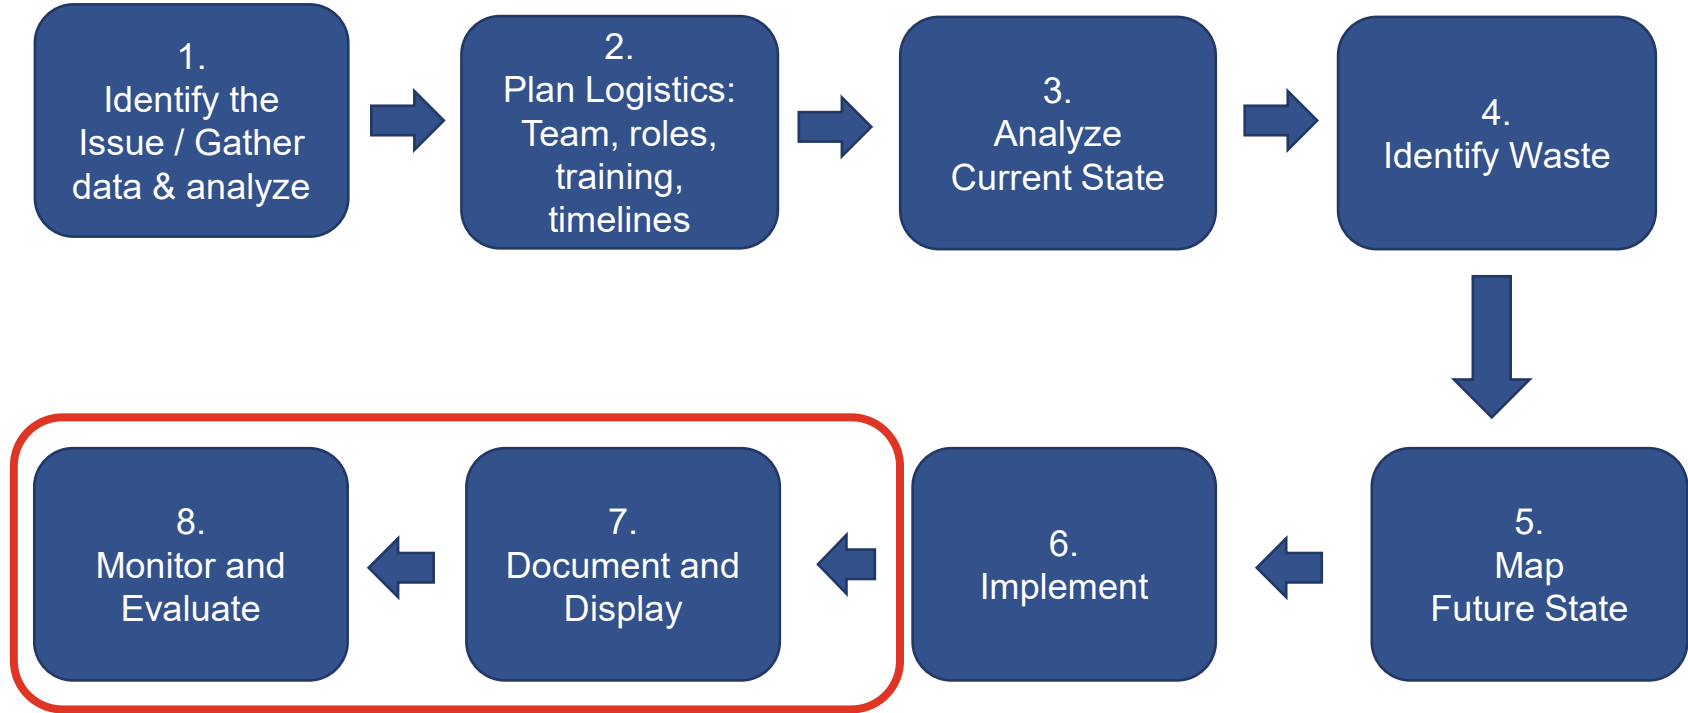 1.
Identify the
Issue / Gather
data & analyze
2.
Plan Logistics:
Team, roles,
training,
timelines
3.
Analyze
Current State
4.
Identify Waste
5.
Map
Future State
6.
Implement
7.
Document and
Display
8.
Monitor and
Evaluate